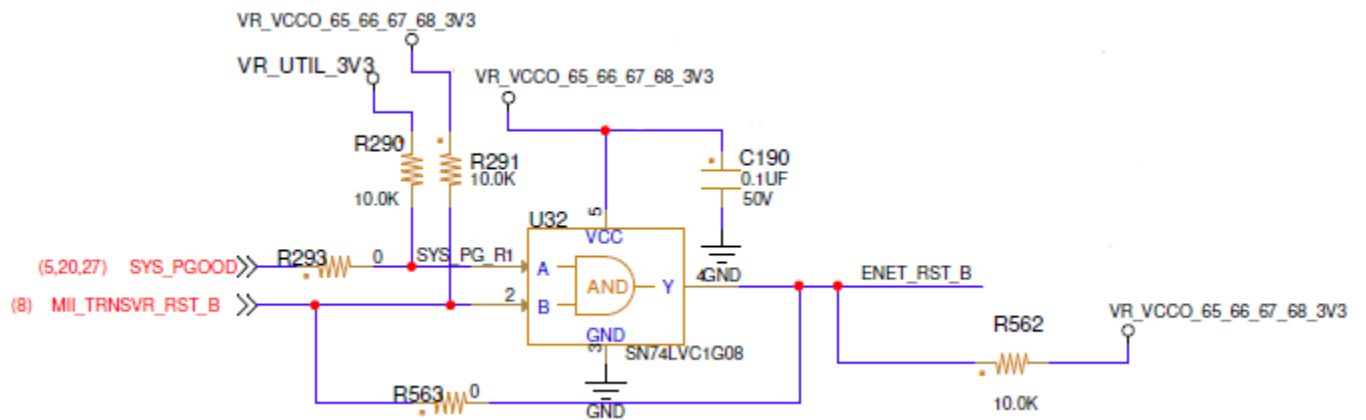 VR_VCCO_65_66_67_68_3V3
VR_UTIL_3V3
VR_VCCO_65_66_67_68_3V3
R290
10.0K
R291
10.0K
C190
0.1UF
50V
U32
5
VCC
(5,20,27) SYS_PGOOD
R293 0
SYS_PG_R
1
A
AND
Y
4
GND
ENET_RST_B
(8) MII_TRNSVR_RST_B
2
B
GND
3
SN74LVC1G08
R562
10.0K
VR_VCCO_65_66_67_68_3V3
R563 0
GND